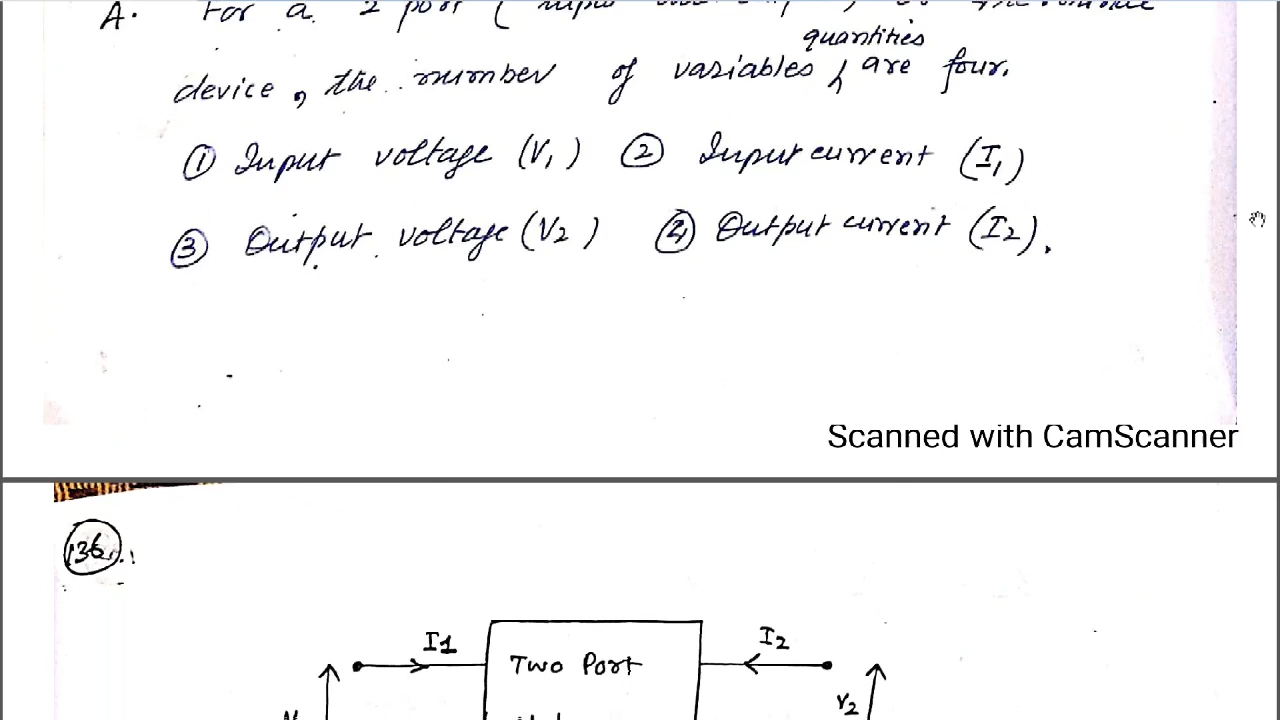 A. For a 2 port (
quantities
device, the number of variables ⁁ are four.
① Input voltage (V1) ② Input current (I1)
③ Output voltage (V2) ④ Output current (I2).
Scanned with CamScanner
136.
I1 I2
Two Port
V2